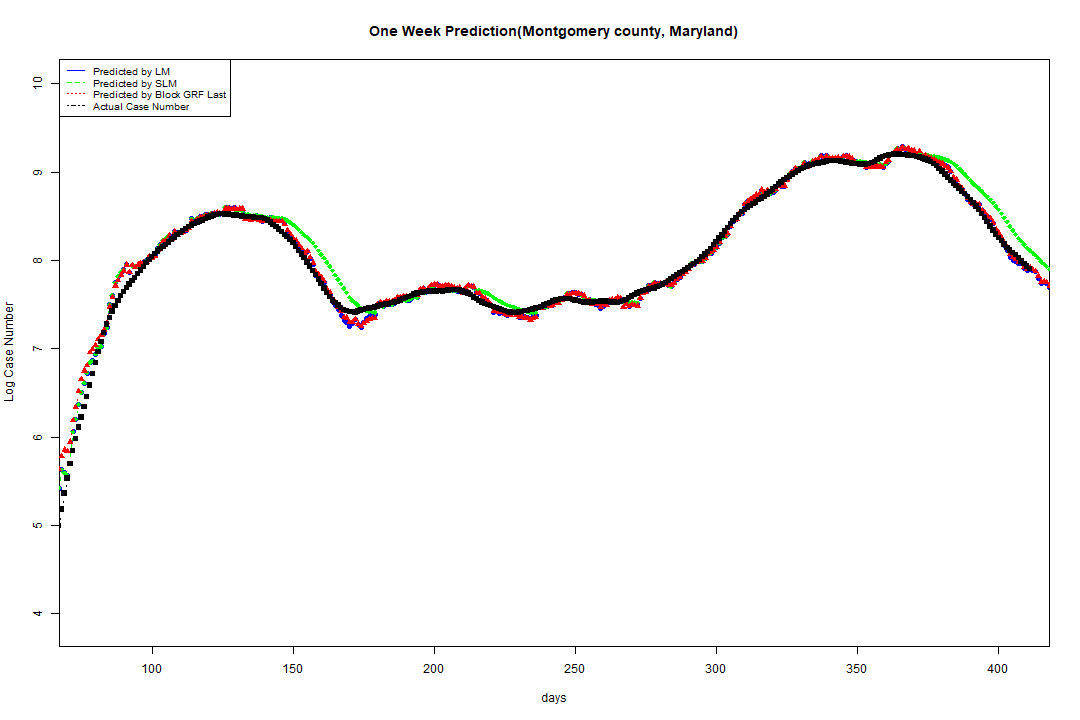 One Week Prediction(Montgomery county, Maryland)
Predicted by LM
Predicted by SLM
Predicted by Block GRF Last
Actual Case Number
10
9
8
7
6
5
4
Log Case Number
100 150 200 250 300 350 400
days